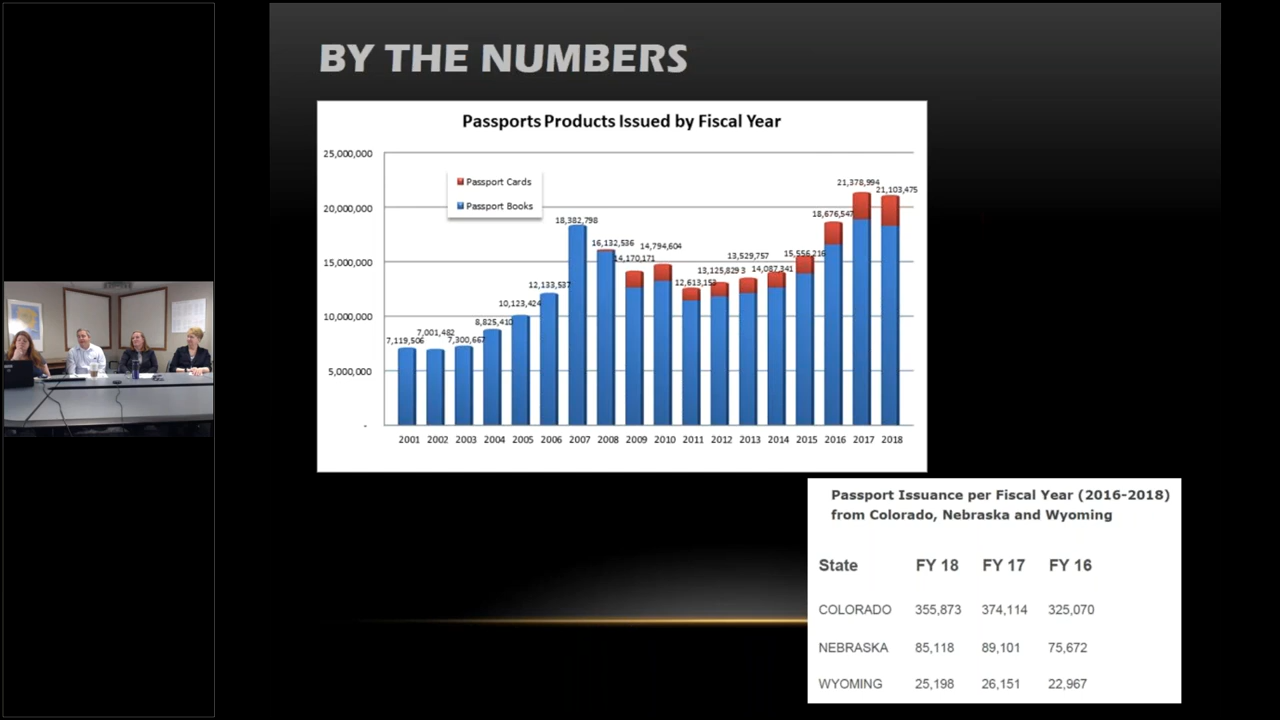 BY THE NUMBERS
Passports Products Issued by Fiscal Year
25,000,000
20,000,000
15,000,000
10,000,000
5,000,000
-
Passport Cards
Passport Books
7,119,506
7,001,482
7,300,667
8,825,410
10,123,424
12,133,537
18,382,798
16,132,536
14,170,171
14,794,604
12,613,153
13,125,829 3
13,529,757
14,087,341
15,556,216
18,676,547
21,378,994
21,103,475
2001 2002 2003 2004 2005 2006 2007 2008 2009 2010 2011 2012 2013 2014 2015 2016 2017 2018
Passport Issuance per Fiscal Year (2016-2018)
from Colorado, Nebraska and Wyoming
State FY 18 FY 17 FY 16
COLORADO 355,873 374,114 325,070
NEBRASKA 85,118 89,101 75,672
WYOMING 25,198 26,151 22,967